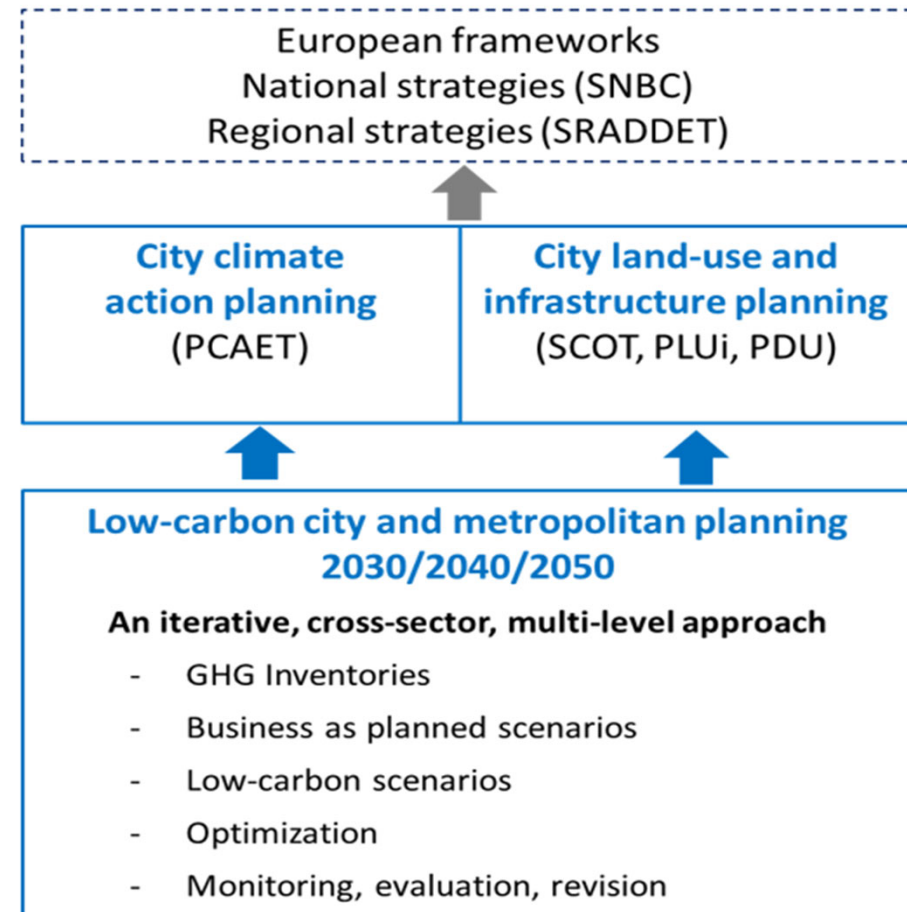 European frameworks
National strategies (SNBC)
Regional strategies (SRADDET)
City climate
action planning
(PCAET)
City land-use and
infrastructure planning
(SCOT, PLUi, PDU)
Low-carbon city and metropolitan planning
2030/2040/2050
An iterative, cross-sector, multi-level approach
- GHG Inventories
- Business as planned scenarios
- Low-carbon scenarios
- Optimization
- Monitoring, evaluation, revision